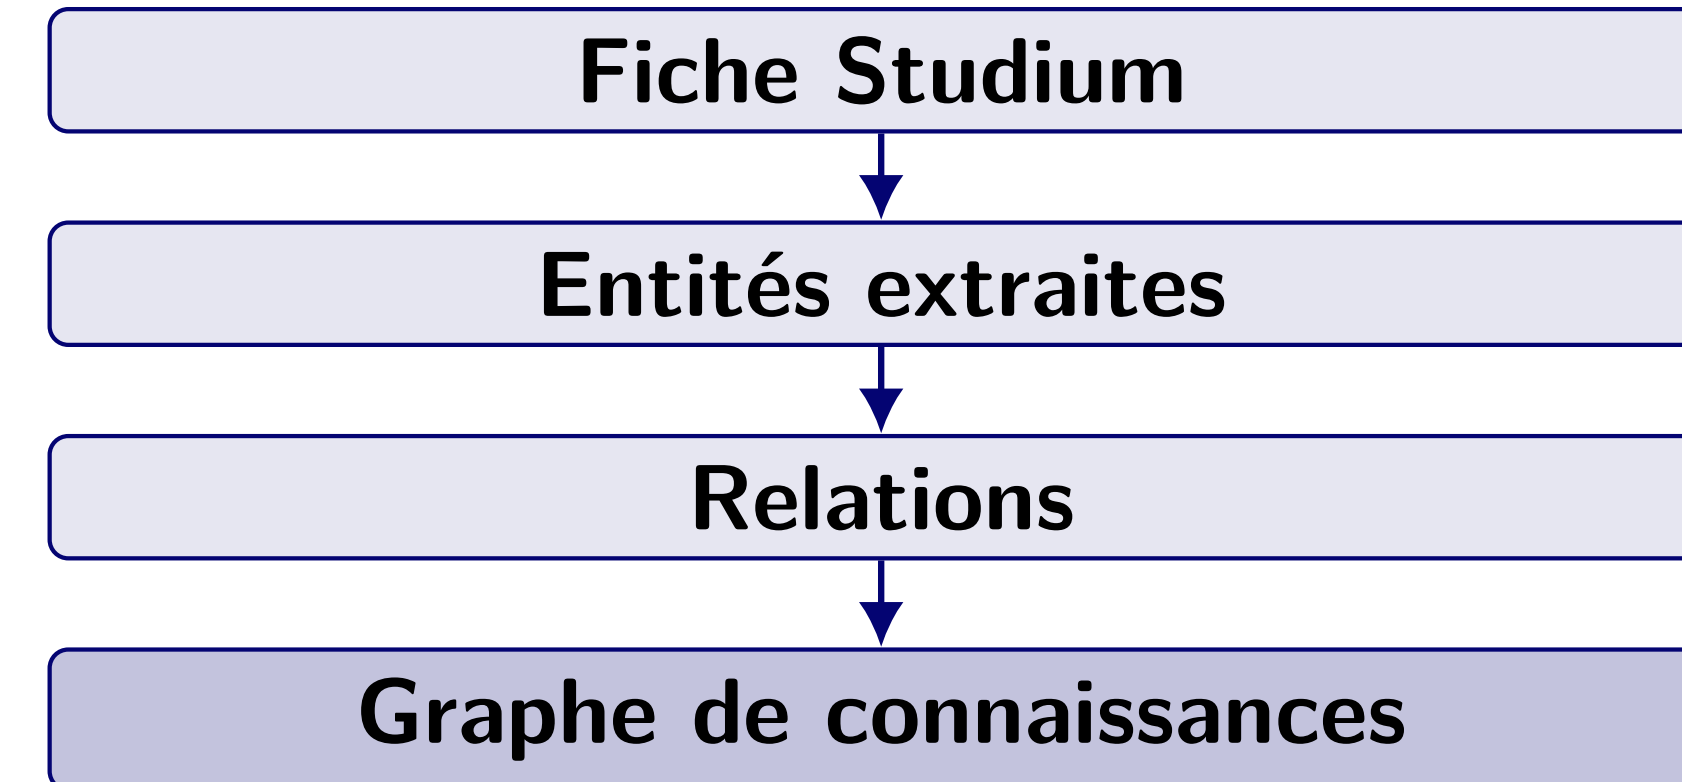 Fiche Studium
Entités extraites
Relations
Graphe de connaissances